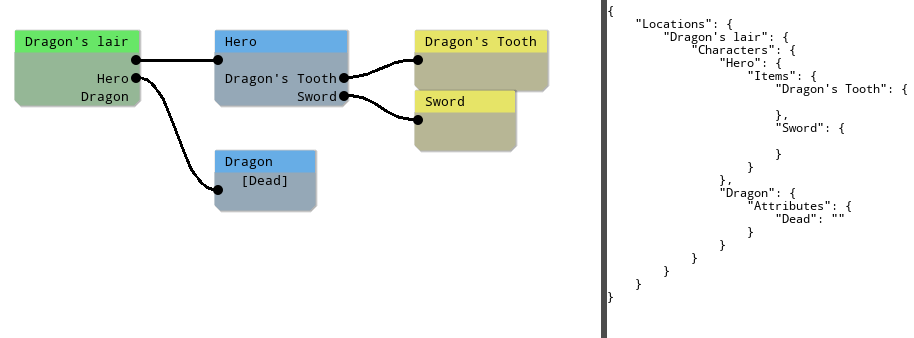 Dragon's lair
Hero
Dragon
Hero
Dragon's Tooth
Sword
Dragon's Tooth
Sword
Dragon
[Dead]
{
    "Locations": {
        "Dragon's lair": {
            "Characters": {
                "Hero": {
                    "Items": {
                        "Dragon's Tooth": {
                        },
                        "Sword": {
                        }
                    }
                },
                "Dragon": {
                    "Attributes": {
                        "Dead": ""
                    }
                }
            }
        }
    }
}